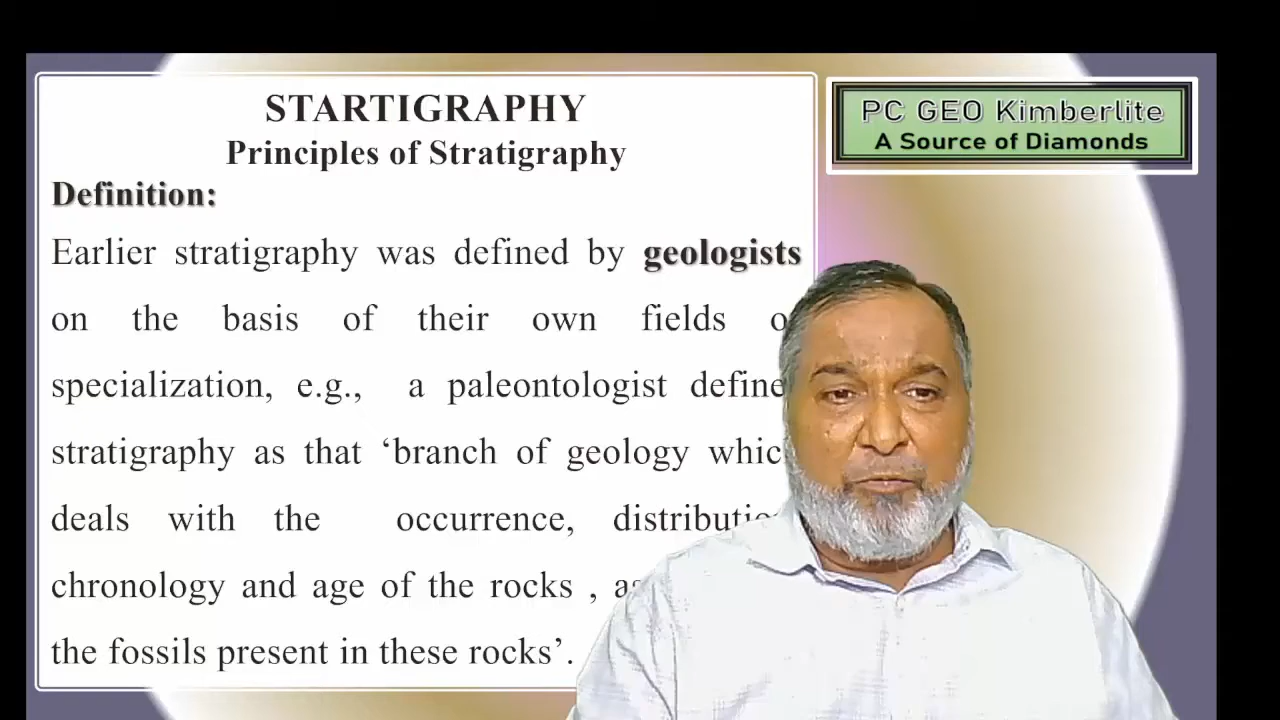 STARTIGRAPHY
Principles of Stratigraphy
Definition:
Earlier stratigraphy was defined by geologists
on the basis of their own fields
specialization, e.g., a paleontologist
stratigraphy as that ‘branch of geology
deals with the occurrence,
chronology and age of the rocks ,
the fossils present in these rocks’.
PC GEO Kimberlite
A Source of Diamonds